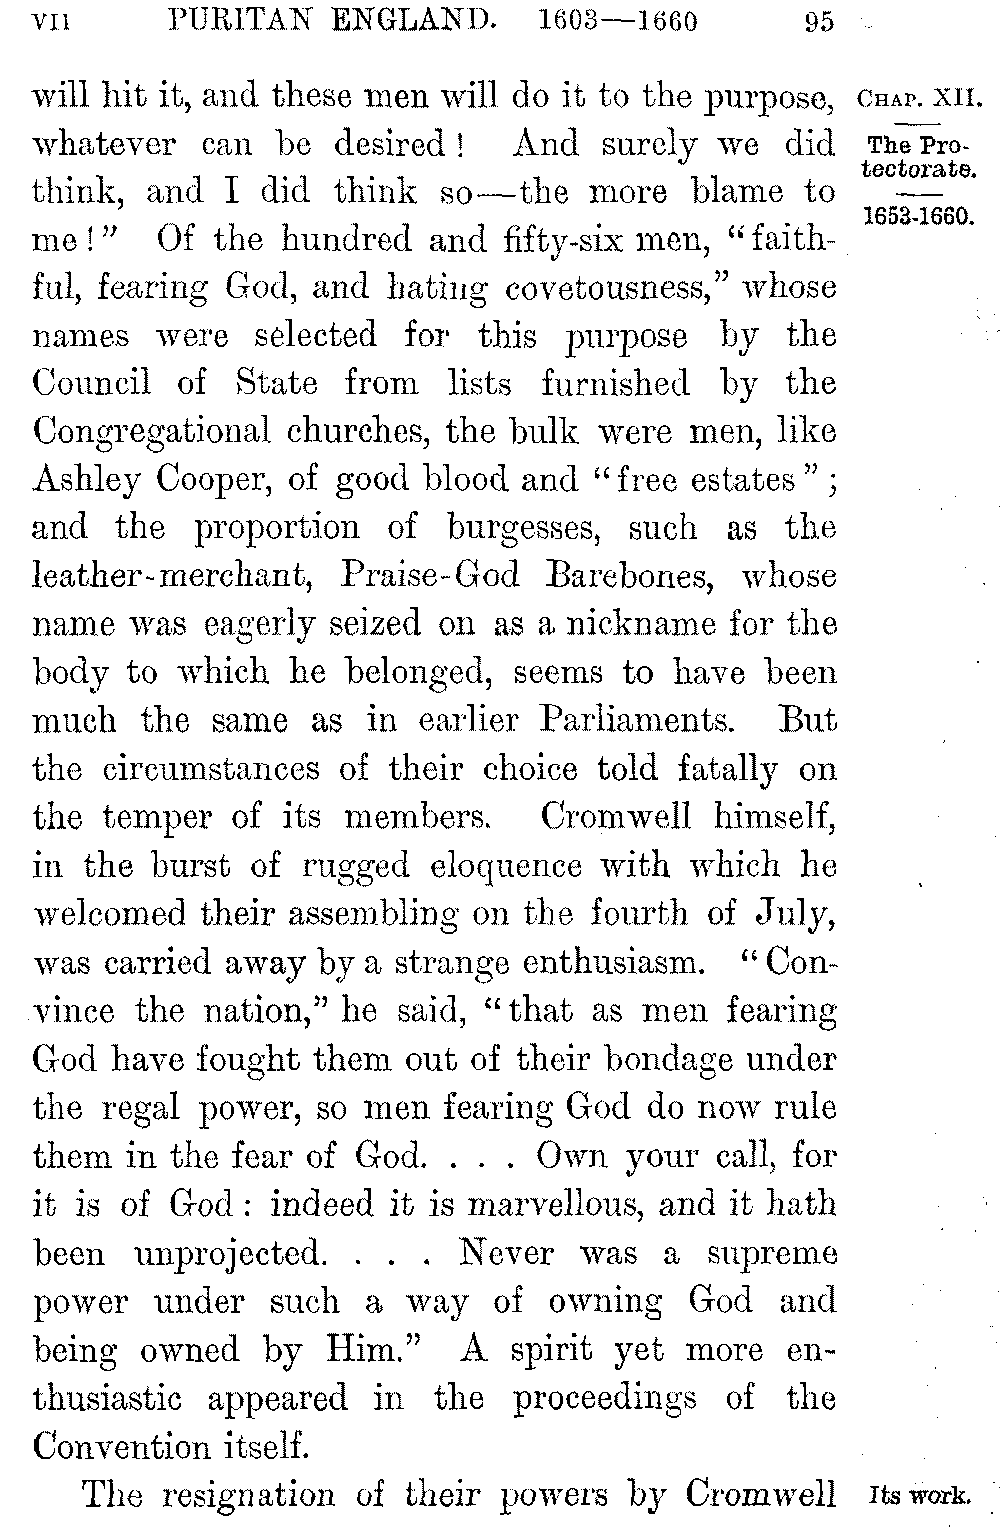 VII PURITAN ENGLAND. 1603—1660 95
will hit it, and these men will do it to the purpose,
whatever can be desired! And surely we did
think, and I did think so—the more blame to
me!” Of the hundred and fifty-six men, “faith-
ful, fearing God, and hating covetousness,” whose
names were selected for this purpose by the
Council of State from lists furnished by the
Congregational churches, the bulk were men, like
Ashley Cooper, of good blood and “free estates”;
and the proportion of burgesses, such as the
leather-merchant, Praise-God Barebones, whose
name was eagerly seized on as a nickname for the
body to which he belonged, seems to have been
much the same as in earlier Parliaments. But
the circumstances of their choice told fatally on
the temper of its members. Cromwell himself,
in the burst of rugged eloquence with which he
welcomed their assembling on the fourth of July,
was carried away by a strange enthusiasm. “Con-
vince the nation,” he said, “that as men fearing
God have fought them out of their bondage under
the regal power, so men fearing God do now rule
them in the fear of God. . . . Own your call, for
it is of God: indeed it is marvellous, and it hath
been unprojected. . . . Never was a supreme
power under such a way of owning God and
being owned by Him.” A spirit yet more en-
thusiastic appeared in the proceedings of the
Convention itself.
The resignation of their powers by Cromwell
CHAP. XII.
The Pro-
tectorate.
1653-1660.
Its work.